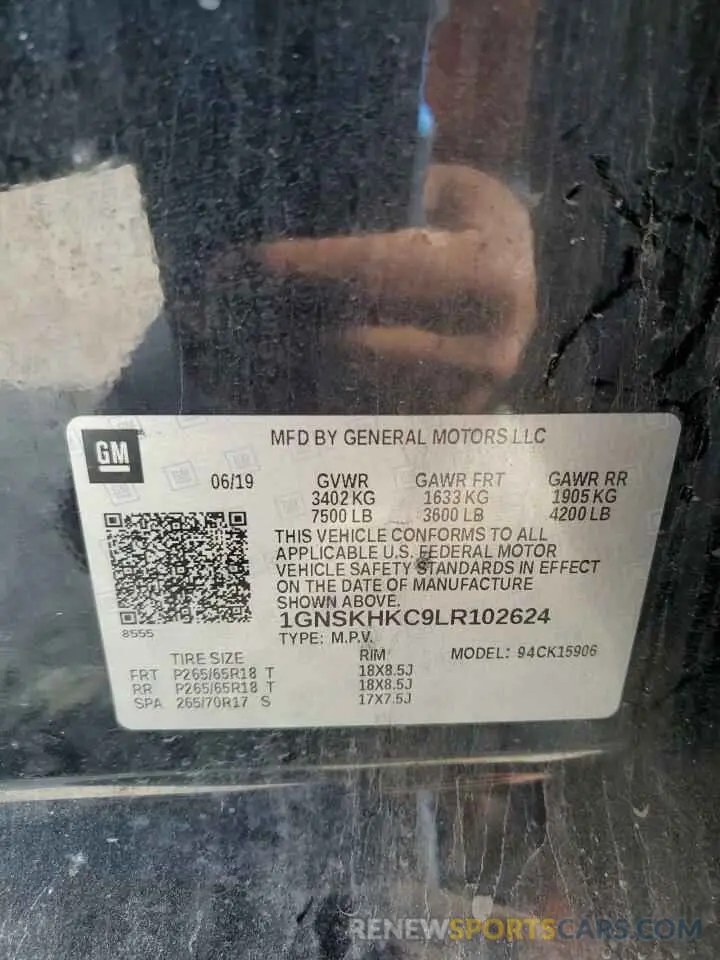 GM
MFD BY GENERAL MOTORS LLC
06/19 GVWR GAWR FRT GAWR RR
3402 KG 1633 KG 1905 KG
7500 LB 3600 LB 4200 LB
THIS VEHICLE CONFORMS TO ALL
APPLICABLE U.S. FEDERAL MOTOR
VEHICLE SAFETY STANDARDS IN EFFECT
ON THE DATE OF MANUFACTURE
SHOWN ABOVE.
1GNSKHKC9LR102624
8555
TYPE: M.P.V.
TIRE SIZE RIM MODEL: 94CK15906
FRT P265/65R18 T 18X8.5J
RR P265/65R18 T 18X8.5J
SPA 265/70R17 S 17X7.5J
RENEWSPORTSCARS.COM